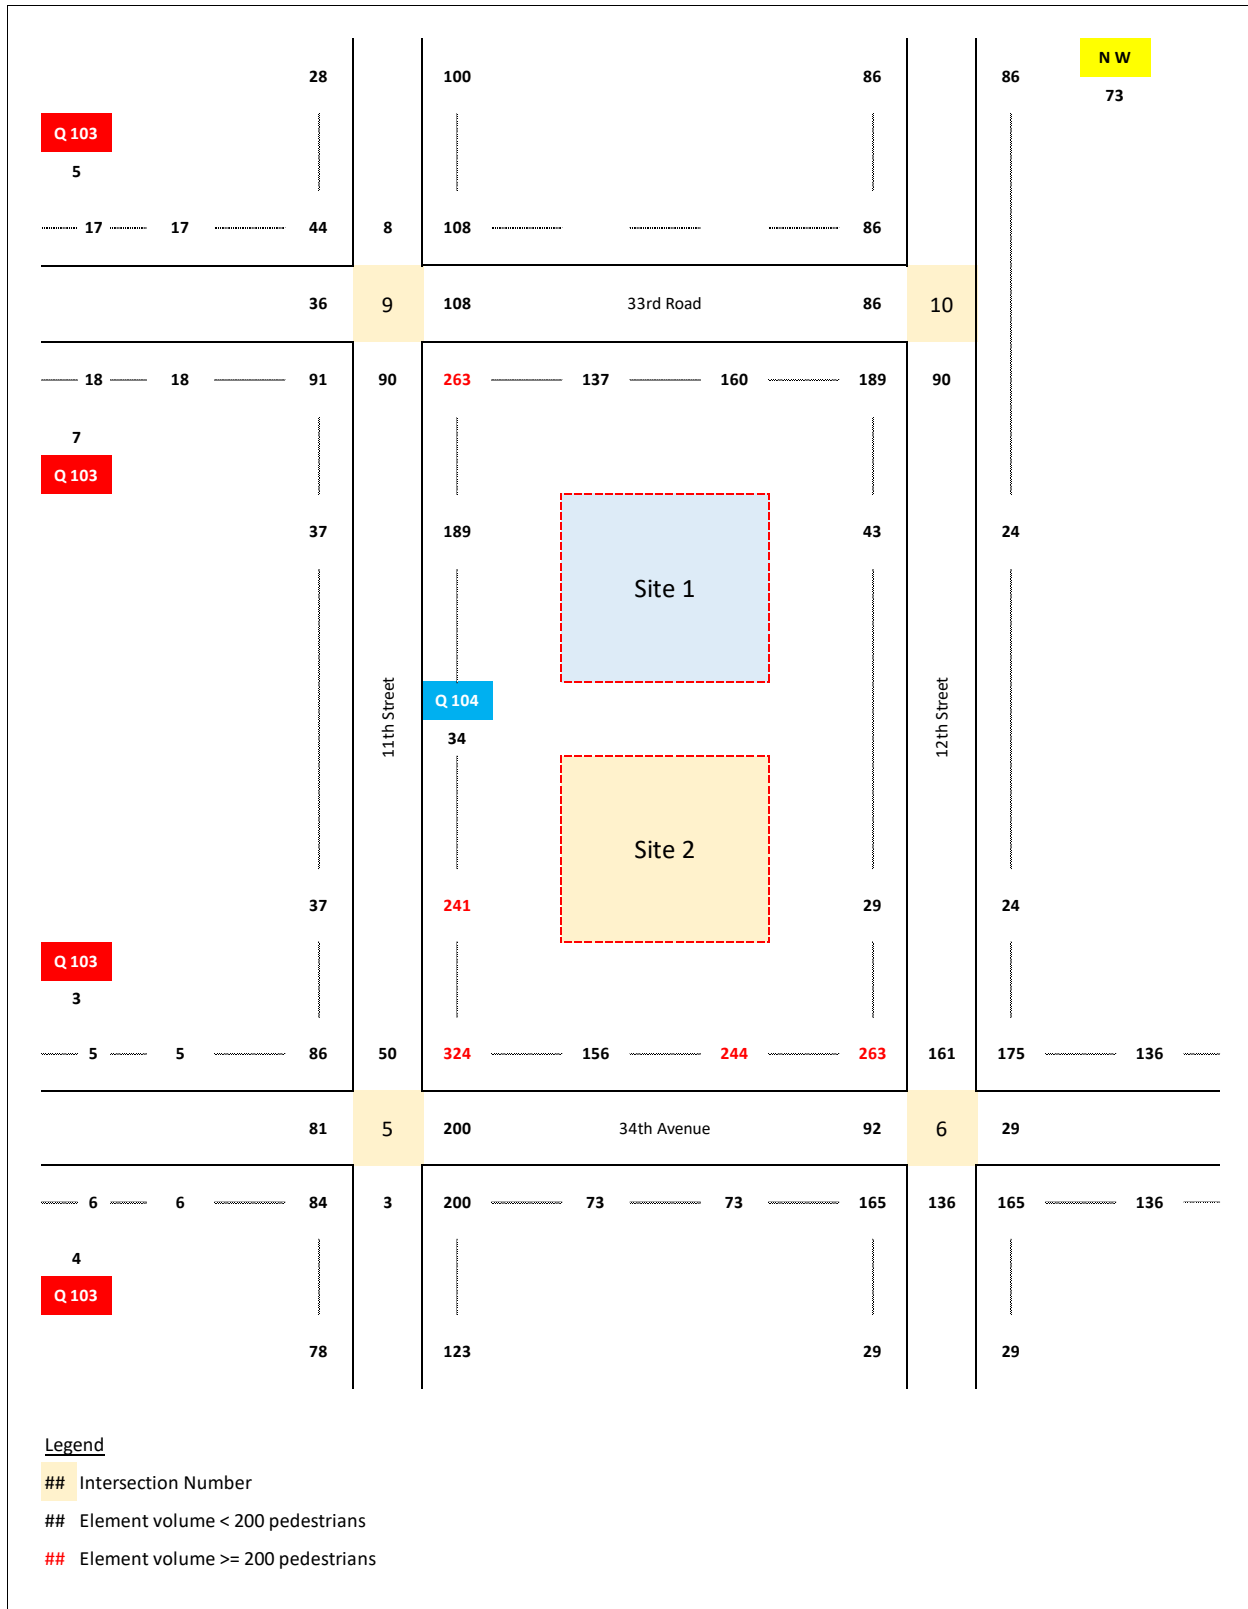 28 100 86 86 N W
73
Q 103
5
17 17 44 8 108 86
36 9 108 33rd Road 86 10
18 18 91 90 263 137 160 189 90
7
Q 103
37 189 43 24
Site 1
11th Street
Q 104
34
12th Street
Site 2
37 241 29 24
Q 103
3
5 5 86 50 324 156 244 263 161 175 136
81 5 200 34th Avenue 92 6 29
6 6 84 3 200 73 73 165 136 165 136
4
Q 103
78 123 29 29
Legend
## Intersection Number
## Element volume < 200 pedestrians
## Element volume >= 200 pedestrians